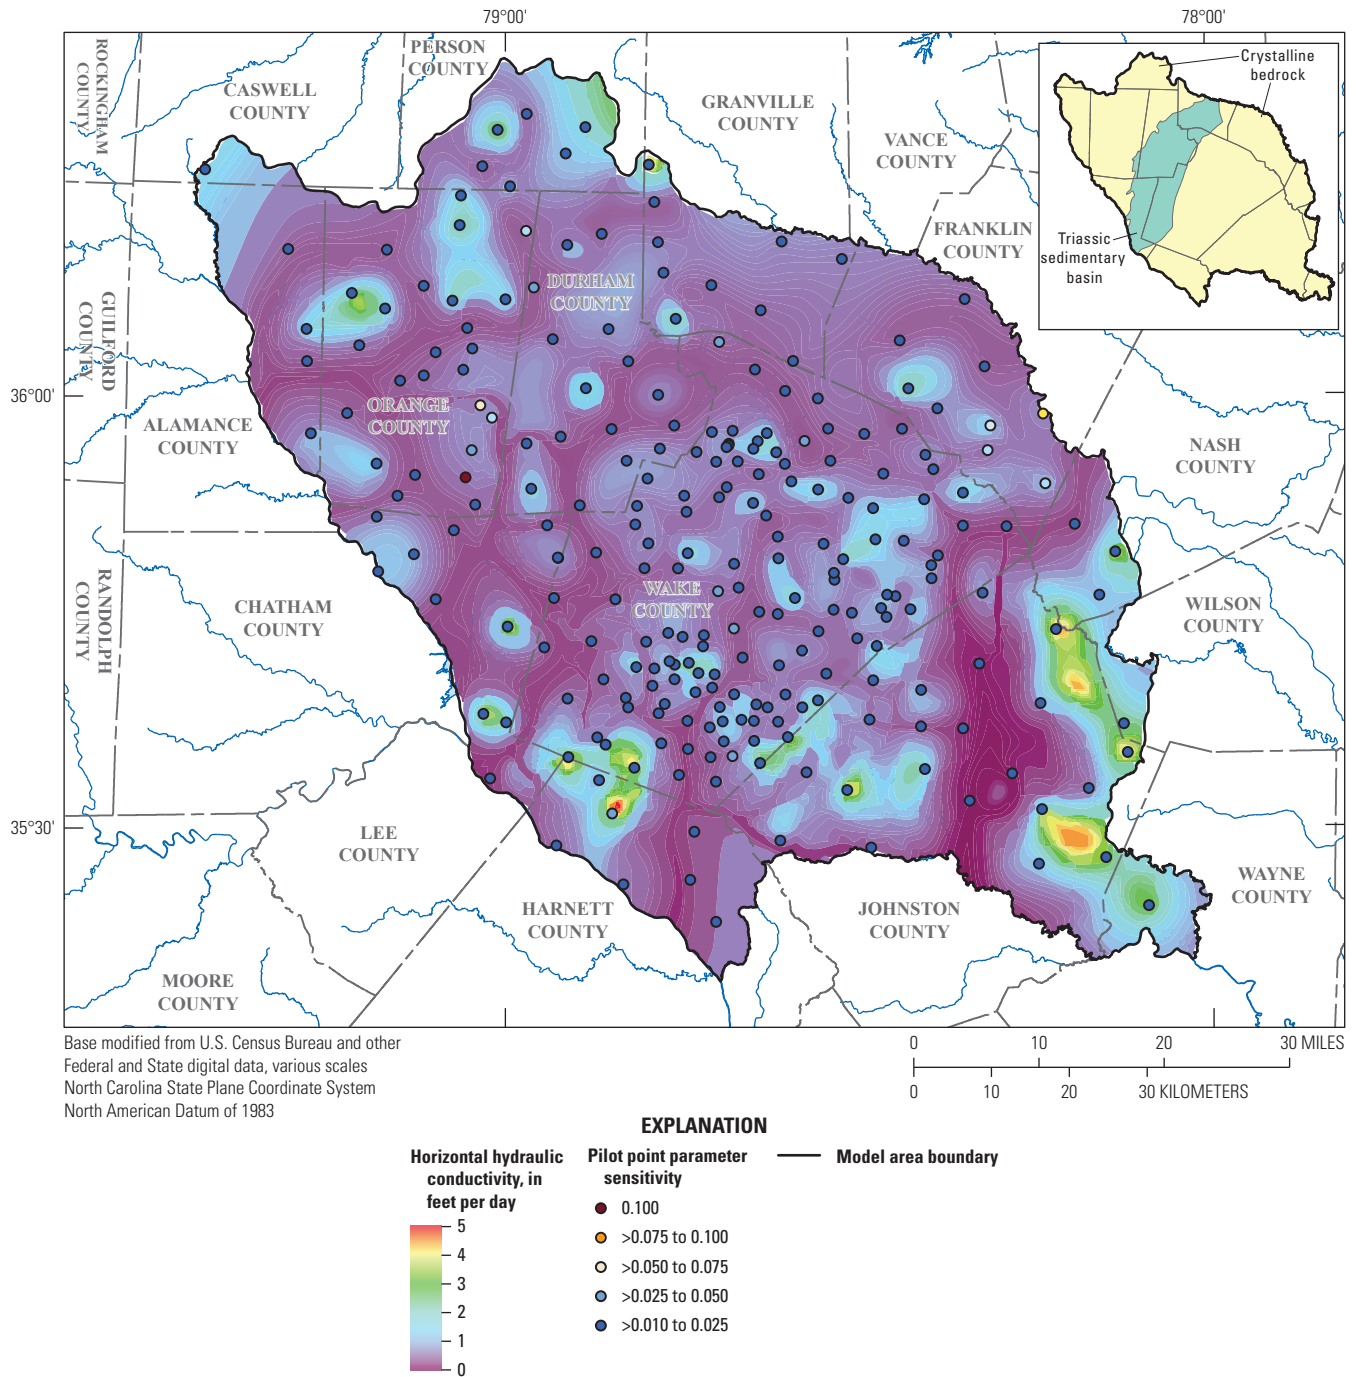 79°00'
78°00'
ROCKINGHAM
COUNTY
CASWELL
COUNTY
PERSON
COUNTY
GRANVILLE
COUNTY
VANCE
COUNTY
FRANKLIN
COUNTY
Crystalline
bedrock
Triassic
sedimentary
basin
GUILFORD
COUNTY
DURHAM
COUNTY
36°00'
ORANGE
COUNTY
ALAMANCE
COUNTY
NASH
COUNTY
RANDOLPH
COUNTY
CHATHAM
COUNTY
WAKE
COUNTY
WILSON
COUNTY
35°30'
LEE
COUNTY
HARNETT
COUNTY
JOHNSTON
COUNTY
WAYNE
COUNTY
MOORE
COUNTY
Base modified from U.S. Census Bureau and other
Federal and State digital data, various scales
North Carolina State Plane Coordinate System
North American Datum of 1983
0 10 20 30 MILES
0 10 20 30 KILOMETERS
EXPLANATION
Horizontal hydraulic
conductivity, in
feet per day
5
4
3
2
1
0
Pilot point parameter
sensitivity
0.100
>0.075 to 0.100
>0.050 to 0.075
>0.025 to 0.050
>0.010 to 0.025
Model area boundary